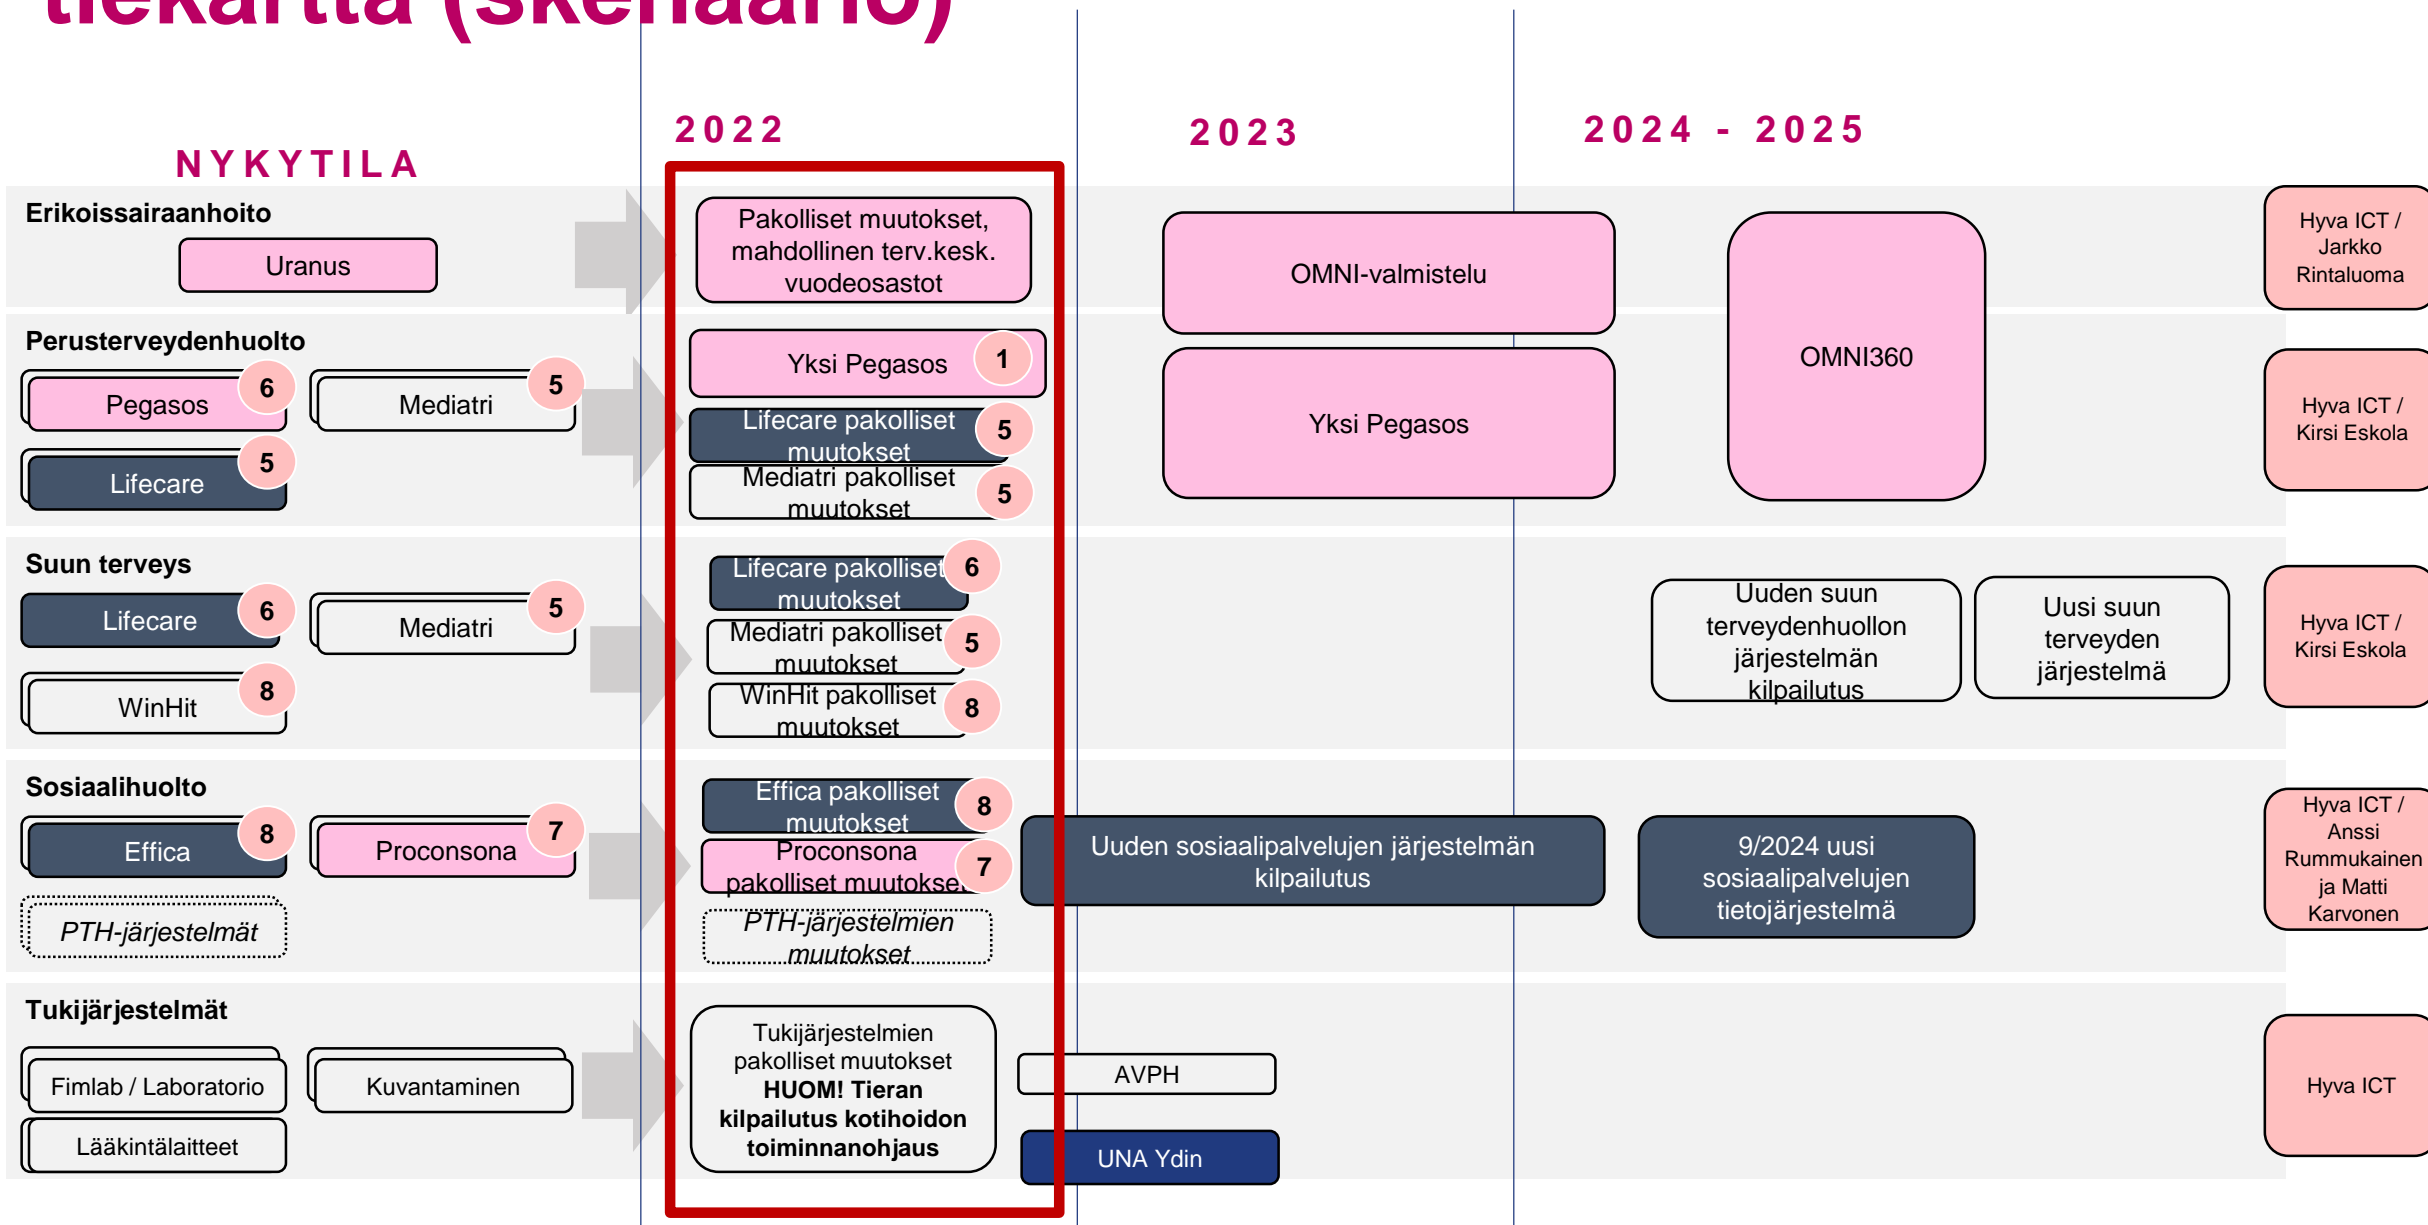 tiekartta (skenaario)
NYKYTILA
2022
2023
2024 - 2025
Erikoissairaanhoito
Uranus
Pakolliset muutokset,
mahdollinen terv.kesk.
vuodeosastot
OMNI-valmistelu
OMNI360
Hyva ICT /
Jarkko
Rintaluoma
Perusterveydenhuolto
Pegasos
6
Mediatri
5
Lifecare
5
Yksi Pegasos
1
Lifecare pakolliset
muutokset
5
Mediatri pakolliset
muutokset
5
Yksi Pegasos
Hyva ICT /
Kirsi Eskola
Suun terveys
Lifecare
6
Mediatri
5
WinHit
8
Lifecare pakolliset
muutokset
6
Mediatri pakolliset
muutokset
5
WinHit pakolliset
muutokset
8
Uuden suun
terveydenhuollon
järjestelmän
kilpailutus
Uusi suun
terveyden
järjestelmä
Hyva ICT /
Kirsi Eskola
Sosiaalihuolto
Effica
8
Proconsona
7
PTH-järjestelmät
Effica pakolliset
muutokset
8
Proconsona
pakolliset muutokset
7
PTH-järjestelmien
muutokset
Uuden sosiaalipalvelujen järjestelmän
kilpailutus
9/2024 uusi
sosiaalipalvelujen
tietojärjestelmä
Hyva ICT /
Anssi
Rummukainen
ja Matti
Karvonen
Tukijärjestelmät
Fimlab / Laboratorio
Kuvantaminen
Lääkintälaitteet
Tukijärjestelmien
pakolliset muutokset
HUOM! Tieran
kilpailutus kotihoidon
toiminnanohjaus
AVPH
UNA Ydin
Hyva ICT